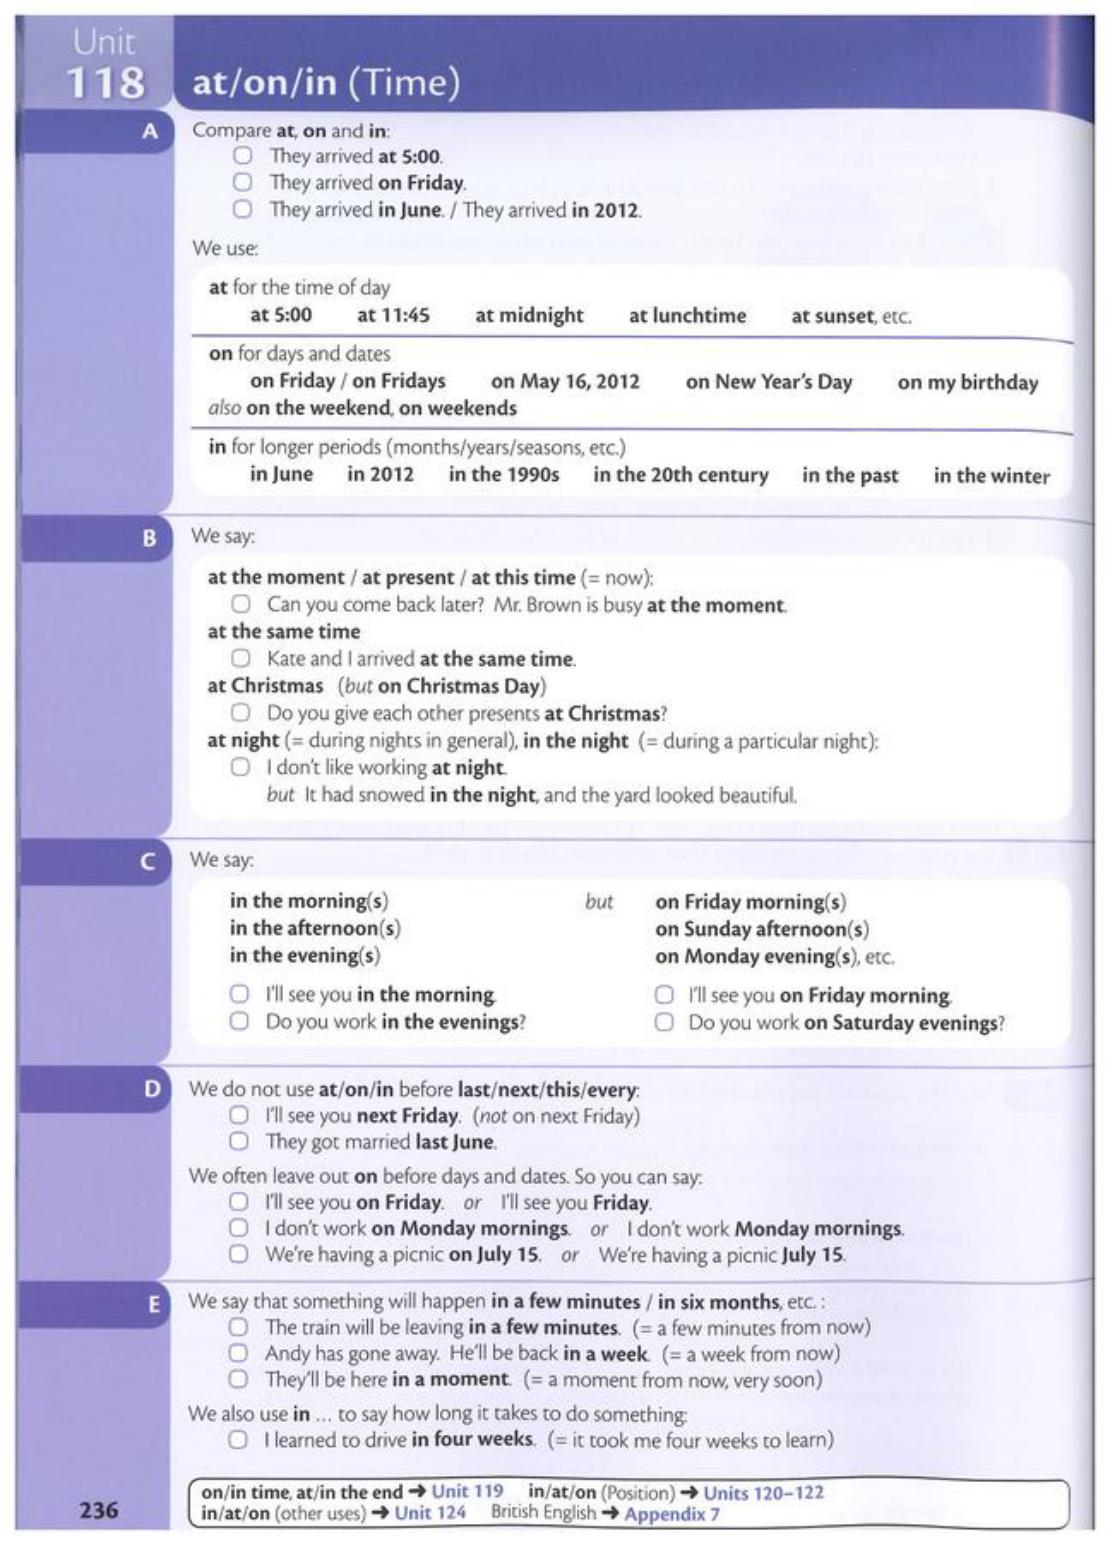 Unit
118
at/on/in (Time)
A
Compare at, on and in:
They arrived at 5:00.
They arrived on Friday.
They arrived in June. / They arrived in 2012.
We use:
at for the time of day
at 5:00 at 11:45 at midnight at lunchtime at sunset, etc.
on for days and dates
on Friday / on Fridays on May 16, 2012 on New Year's Day on my birthday
also on the weekend, on weekends
in for longer periods (months/years/seasons, etc.)
in June in 2012 in the 1990s in the 20th century in the past in the winter
B
We say:
at the moment / at present / at this time (= now):
Can you come back later? Mr. Brown is busy at the moment.
at the same time
Kate and I arrived at the same time.
at Christmas (but on Christmas Day)
Do you give each other presents at Christmas?
at night (= during nights in general), in the night (= during a particular night):
I don't like working at night.
but It had snowed in the night, and the yard looked beautiful.
C
We say:
in the morning(s) but on Friday morning(s)
in the afternoon(s) on Sunday afternoon(s)
in the evening(s) on Monday evening(s), etc.
I'll see you in the morning. I'll see you on Friday morning.
Do you work in the evenings? Do you work on Saturday evenings?
D
We do not use at/on/in before last/next/this/every:
I'll see you next Friday. (not on next Friday)
They got married last June.
We often leave out on before days and dates. So you can say:
I'll see you on Friday. or I'll see you Friday.
I don't work on Monday mornings. or I don't work Monday mornings.
We're having a picnic on July 15. or We're having a picnic July 15.
E
We say that something will happen in a few minutes / in six months, etc. :
The train will be leaving in a few minutes. (= a few minutes from now)
Andy has gone away. He'll be back in a week. (= a week from now)
They'll be here in a moment. (= a moment from now, very soon)
We also use in ... to say how long it takes to do something:
I learned to drive in four weeks. (= it took me four weeks to learn)
on/in time, at/in the end → Unit 119 in/at/on (Position) → Units 120–122
in/at/on (other uses) → Unit 124 British English → Appendix 7
236